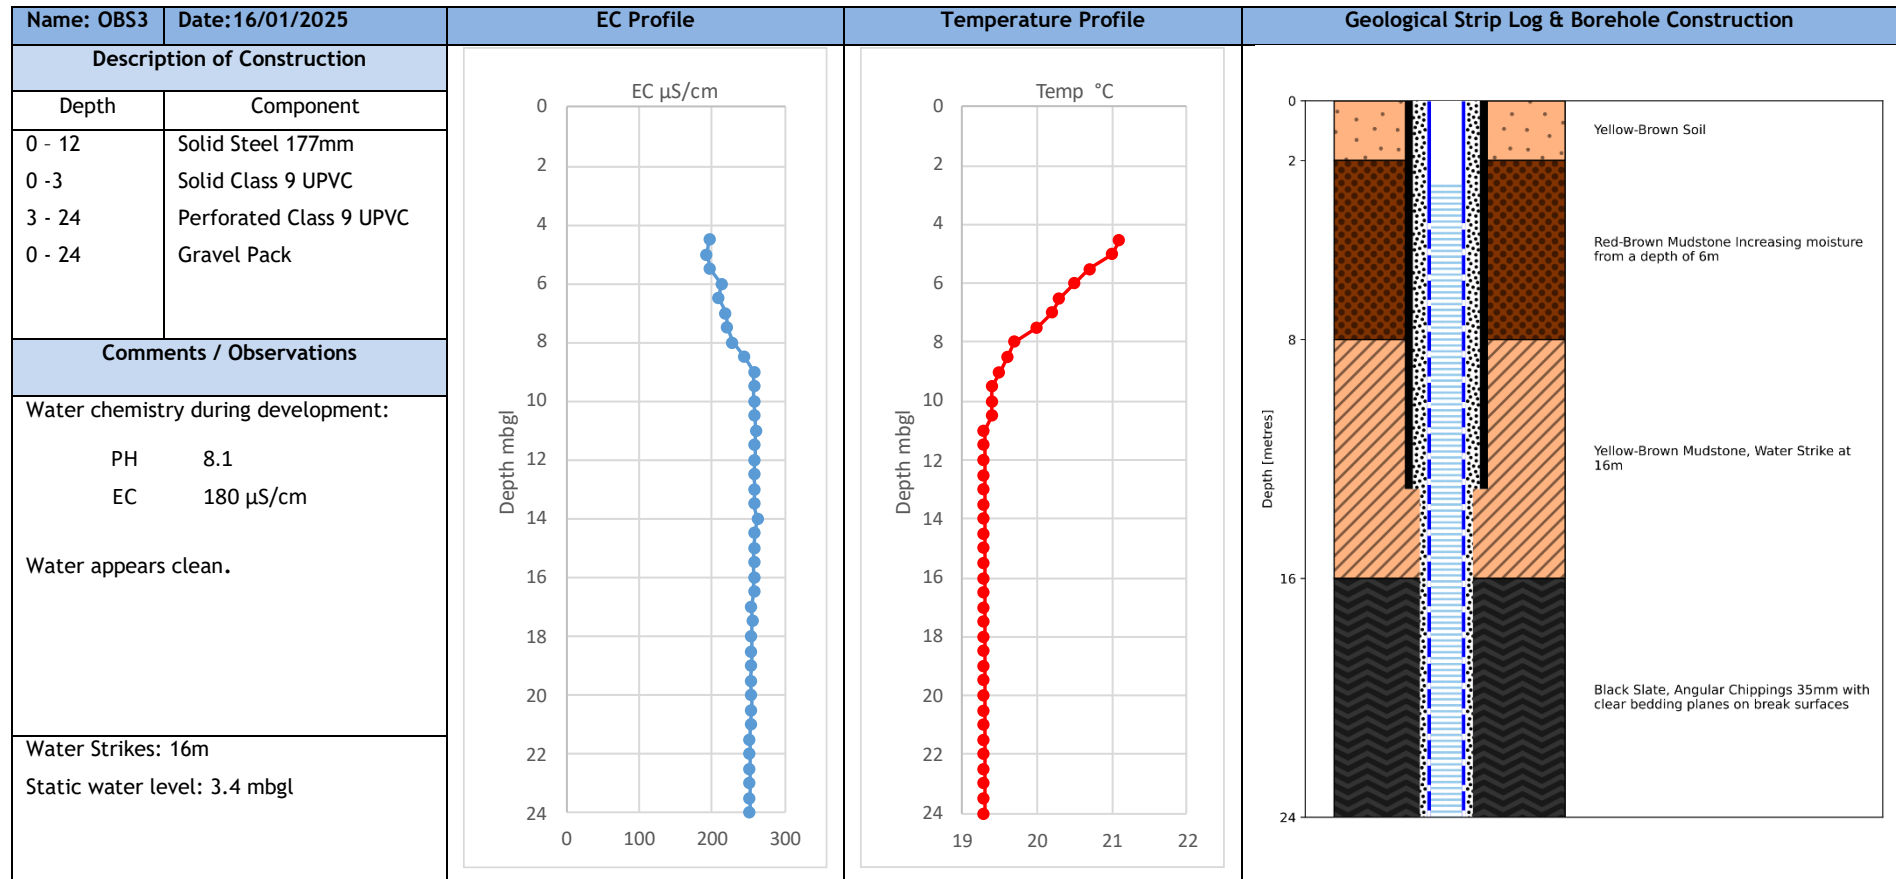 Name: OBS3
Date:16/01/2025
EC Profile
Temperature Profile
Geological Strip Log & Borehole Construction
Description of Construction
Depth
Component
0 – 12
Solid Steel 177mm
0 -3
Solid Class 9 UPVC
3 - 24
Perforated Class 9 UPVC
0 - 24
Gravel Pack
Comments / Observations
Water chemistry during development:
PH
8.1
EC
180 µS/cm
Water appears clean.
Water Strikes: 16m
Static water level: 3.4 mbgl
EC µS/cm
0
2
4
6
8
10
12
14
16
18
20
22
24
Depth mbgl
0
100
200
300
Temp °C
0
2
4
6
8
10
12
14
16
18
20
22
24
Depth mbgl
19
20
21
22
0
2
8
16
24
Depth [metres]
Yellow-Brown Soil
Red-Brown Mudstone Increasing moisture
from a depth of 6m
Yellow-Brown Mudstone, Water Strike at
16m
Black Slate, Angular Chippings 35mm with
clear bedding planes on break surfaces